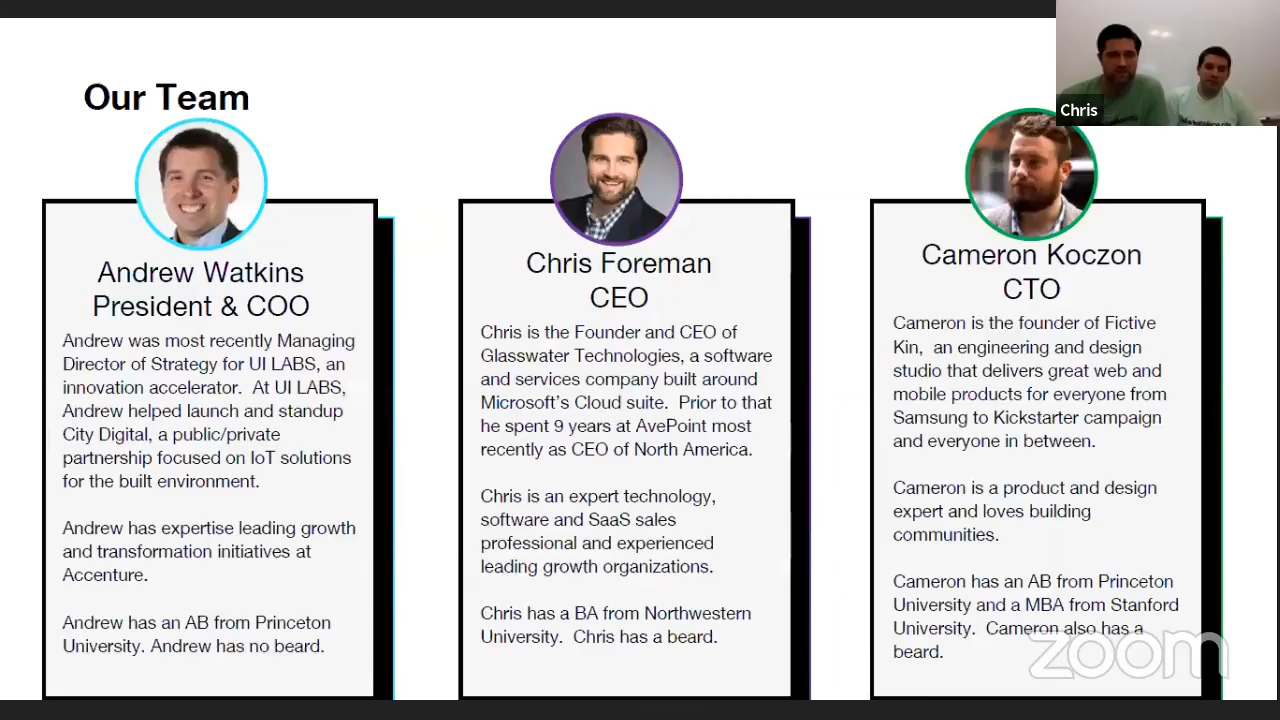 Our Team
Chris
Andrew Watkins
President & COO
Andrew was most recently Managing
Director of Strategy for UI LABS, an
innovation accelerator.  At UI LABS,
Andrew helped launch and standup
City Digital, a public/private
partnership focused on IoT solutions
for the built environment.
Andrew has expertise leading growth
and transformation initiatives at
Accenture.
Andrew has an AB from Princeton
University. Andrew has no beard.
Chris Foreman
CEO
Chris is the Founder and CEO of
Glasswater Technologies, a software
and services company built around
Microsoft's Cloud suite.  Prior to that
he spent 9 years at AvePoint most
recently as CEO of North America.
Chris is an expert technology,
software and SaaS sales
professional and experienced
leading growth organizations.
Chris has a BA from Northwestern
University.  Chris has a beard.
Cameron Koczon
CTO
Cameron is the founder of Fictive
Kin,  an engineering and design
studio that delivers great web and
mobile products for everyone from
Samsung to Kickstarter campaign
and everyone in between.
Cameron is a product and design
expert and loves building
communities.
Cameron has an AB from Princeton
University and a MBA from Stanford
University.  Cameron also has a
beard.
zoom